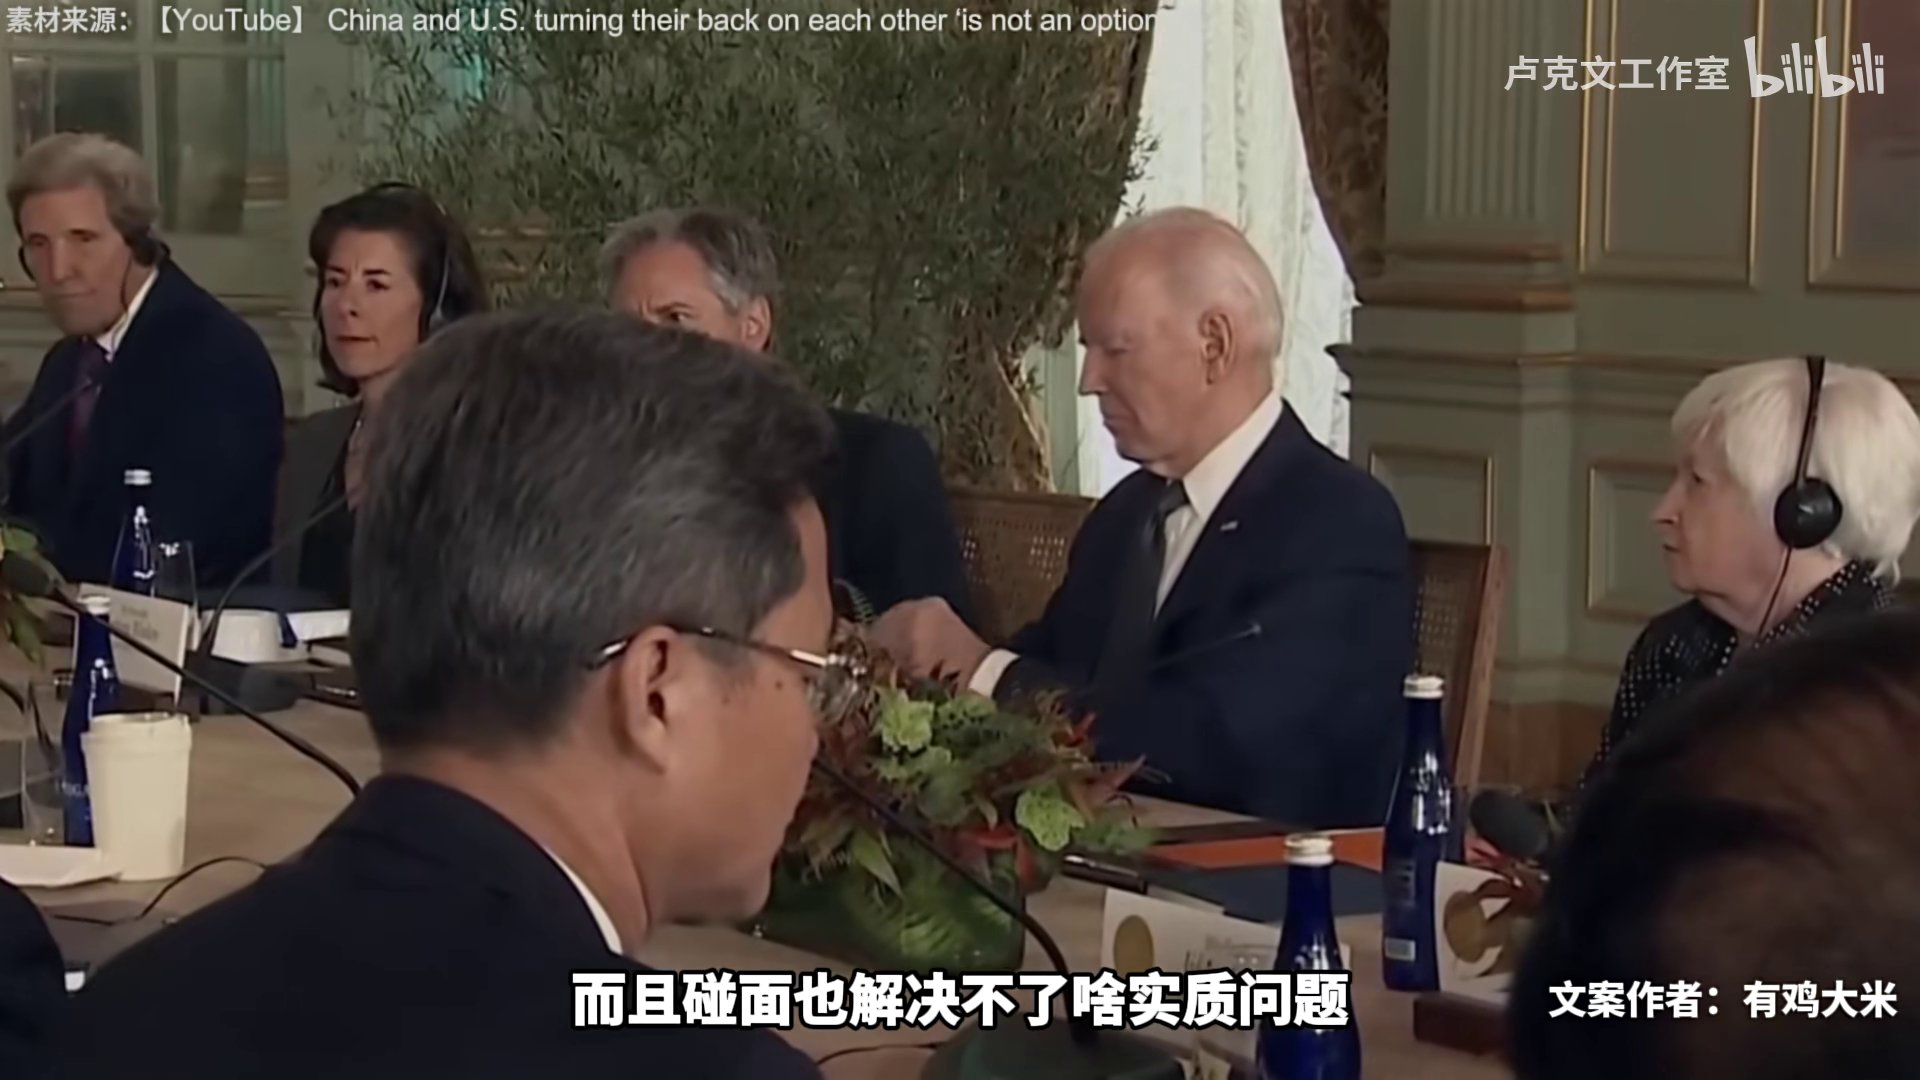 素材来源：【YouTube】 China and U.S. turning their back on each other ‘is not an option
卢克文工作室 bilibili
而且碰面也解决不了啥实质问题
文案作者：有鸡大米